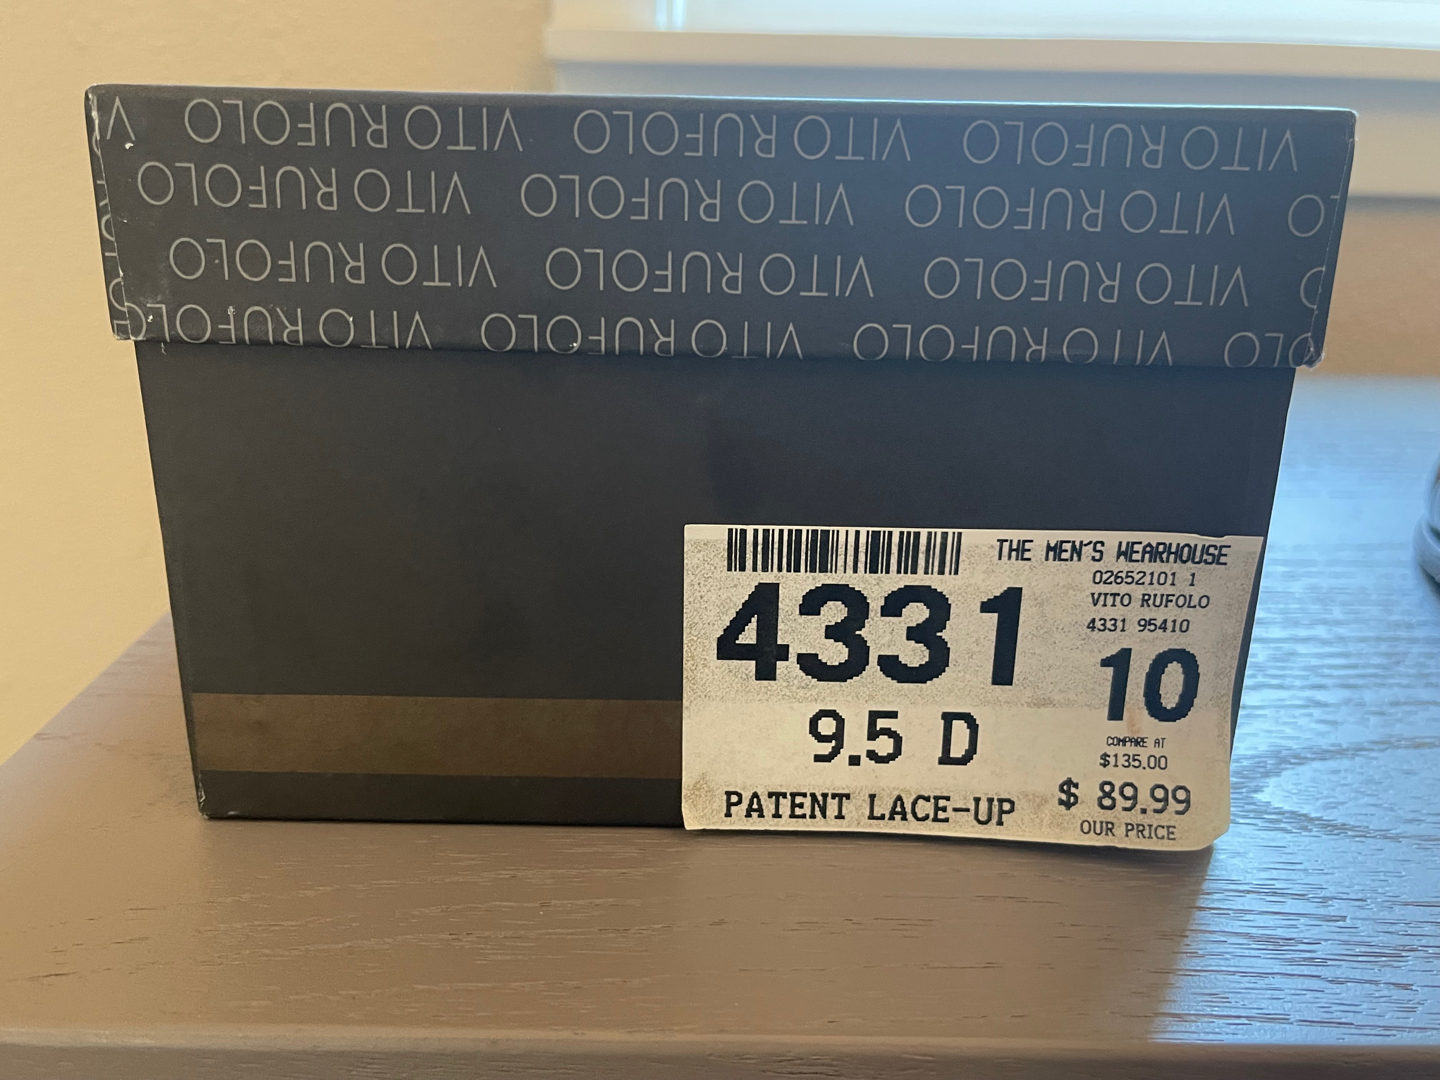 V VITO RUFOLO VITO RUFOLO VITO RUFOLO
VITO RUFOLO VITO RUFOLO VITO RUFOLO
VITO RUFOLO VITO RUFOLO VITO RUFOLO
VITO RUFOLO VITO RUFOLO VITO RUFOLO
THE MEN'S WEARHOUSE
02652101 1
VITO RUFOLO
4331 95410
4331
10
9.5 D
COMPARE AT
$135.00
PATENT LACE-UP
$ 89.99
OUR PRICE